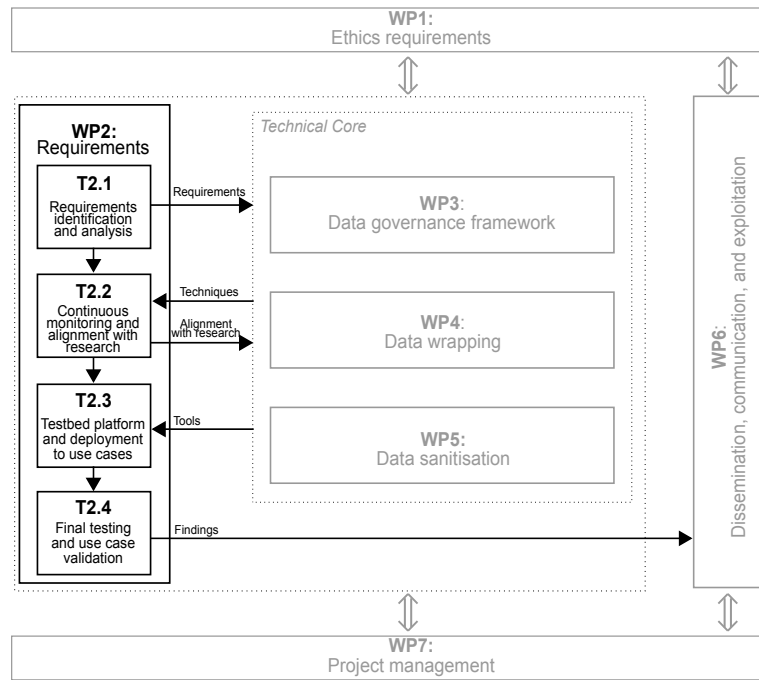 WP1:
Ethics requirements
WP2:
Requirements
Technical Core
T2.1
Requirements
identification
and analysis
Requirements
WP3:
Data governance framework
T2.2
Continuous
monitoring and
alignment with
research
Techniques
Alignment
with research
WP4:
Data wrapping
T2.3
Testbed platform
and deployment
to use cases
Tools
WP5:
Data sanitisation
T2.4
Final testing
and use case
validation
Findings
WP6:
Dissemination, communication, and exploitation
WP7:
Project management